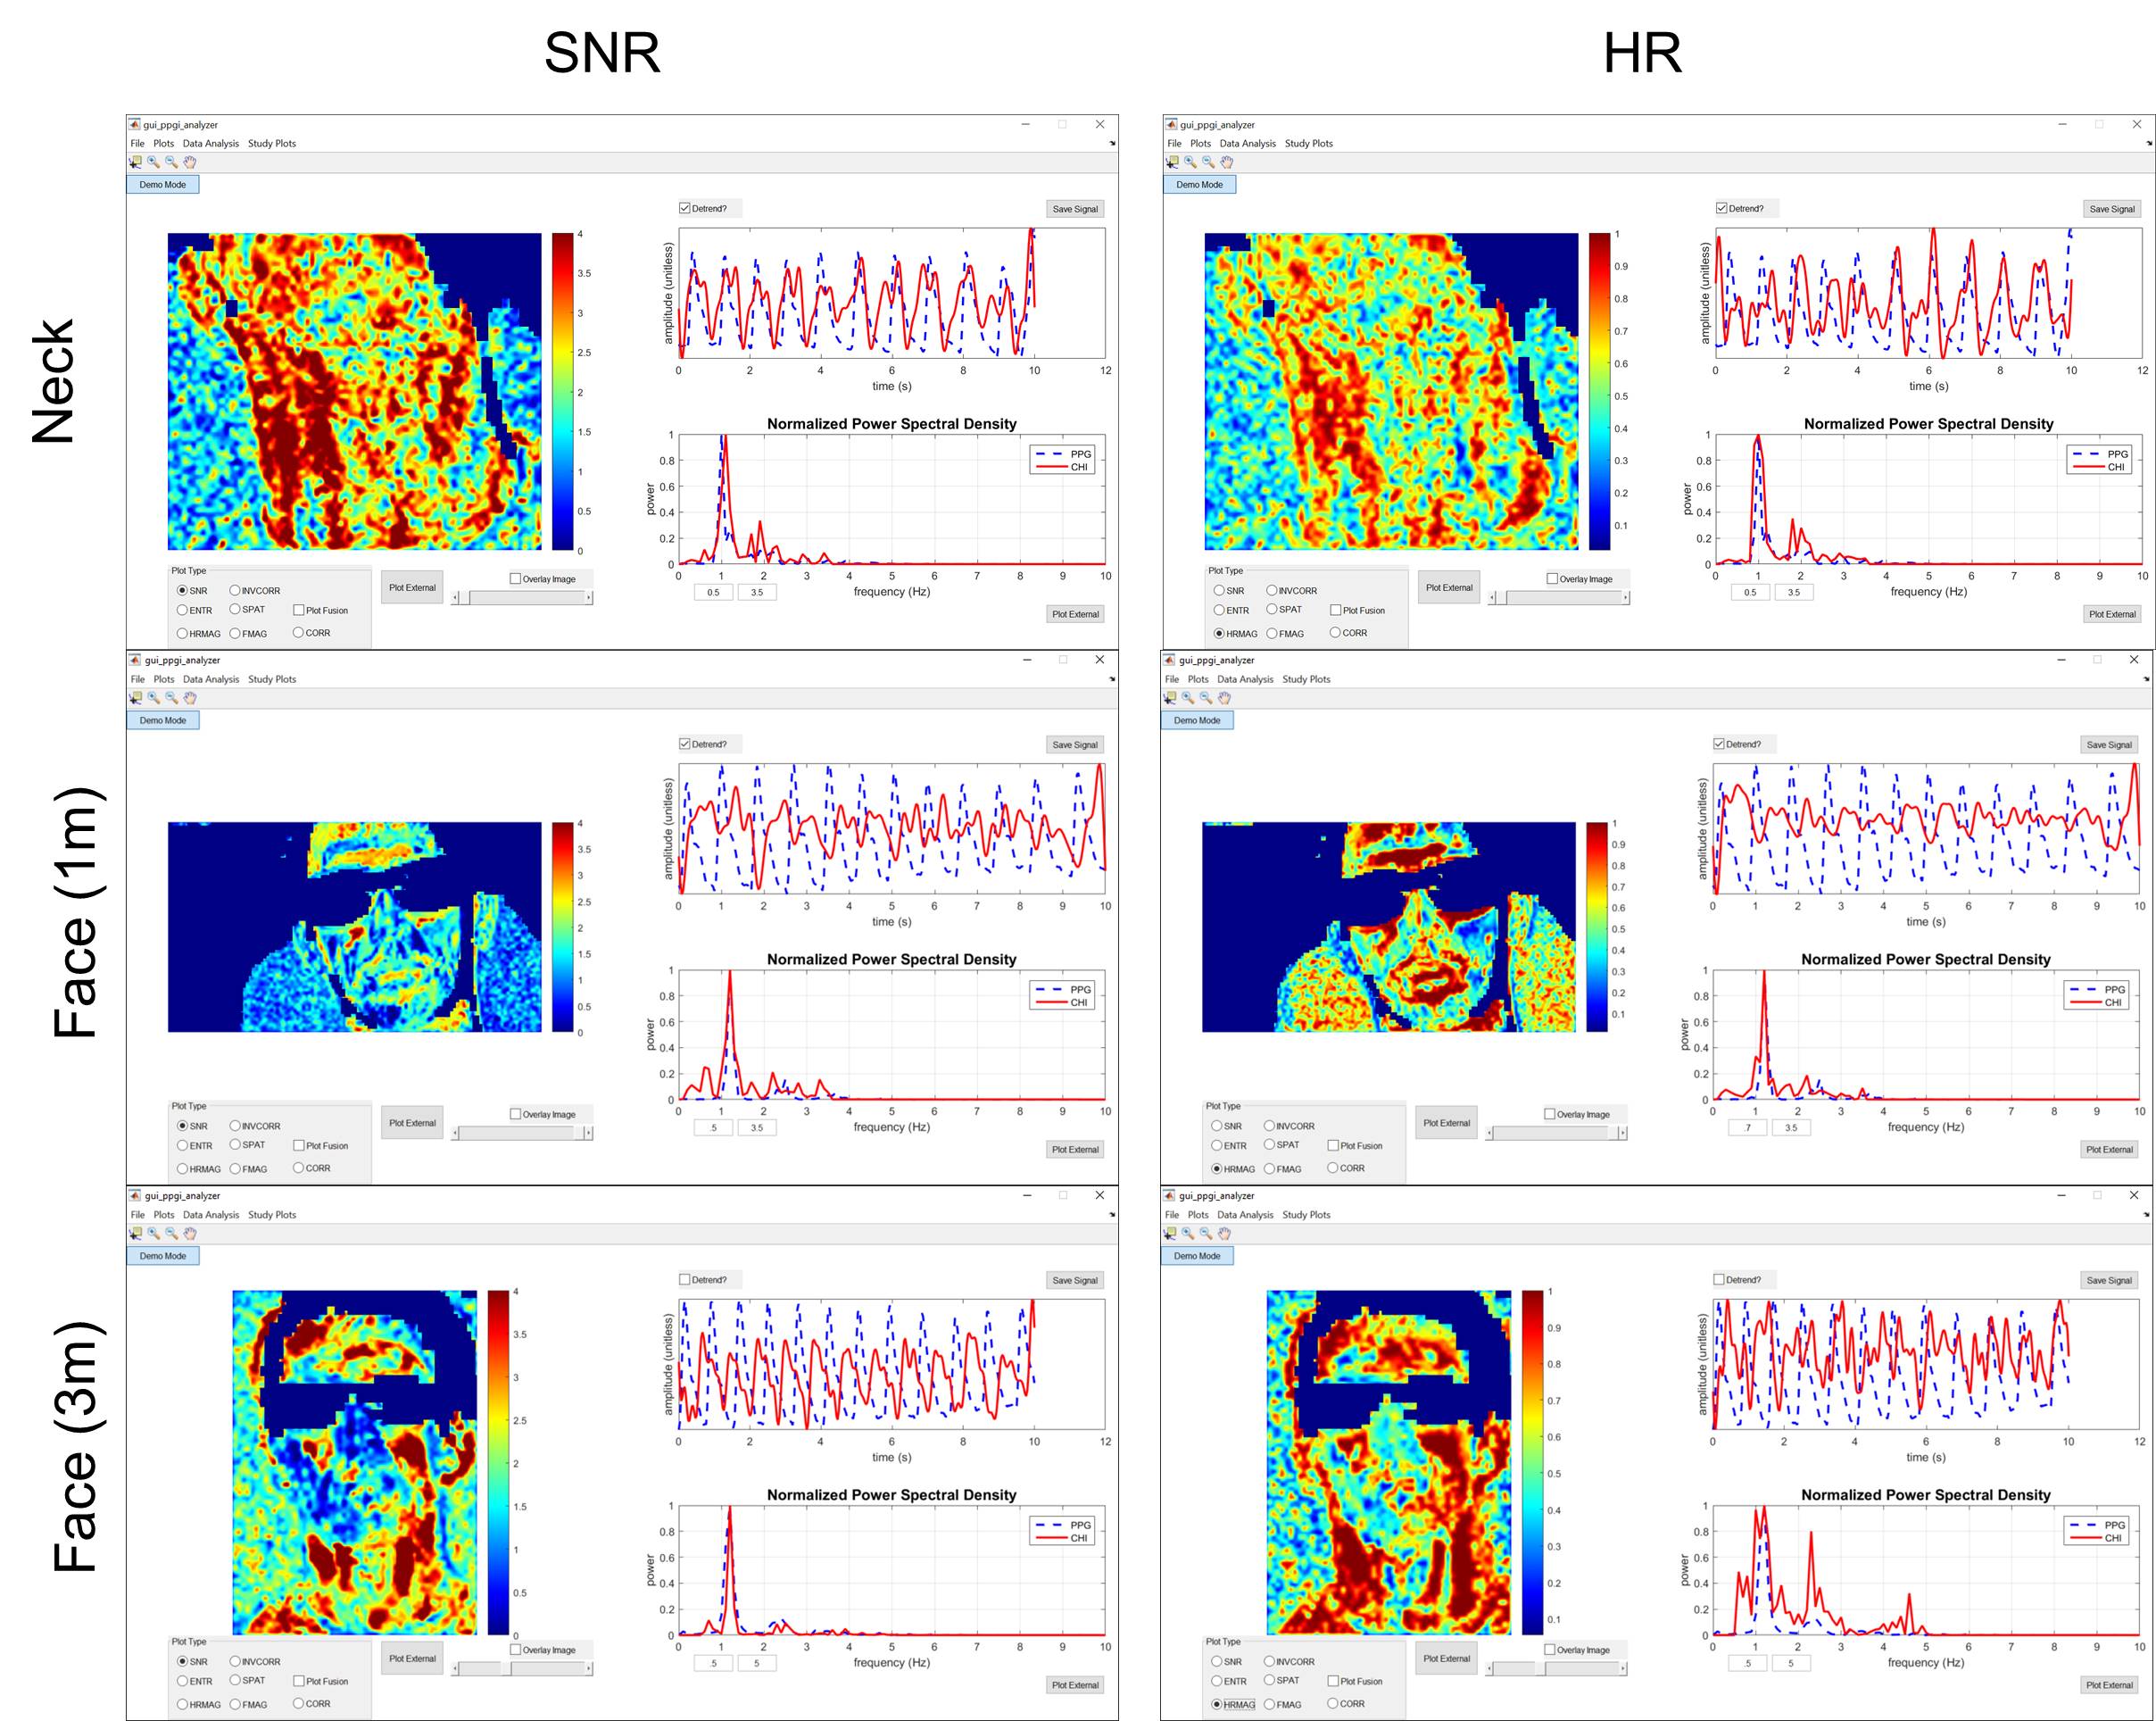 SNR HR
Neck
gui_ppgi_analyzer
File Plots Data Analysis Study Plots
Demo Mode
Detrend?
Save Signal
4
3.5
3
2.5
2
1.5
1
0.5
0
amplitude (unitless)
0 2 4 6 8 10 12
time (s)
Normalized Power Spectral Density
PPG
CHI
power
1
0.8
0.6
0.4
0.2
0
0 1 2 3 4 5 6 7 8 9 10
0.5 3.5 frequency (Hz)
Plot Type
SNR INVCORR
ENTR SPAT Plot Fusion
HRMAG FMAG CORR
Plot External
Overlay Image
Plot External
gui_ppgi_analyzer
File Plots Data Analysis Study Plots
Demo Mode
Detrend?
Save Signal
1
0.9
0.8
0.7
0.6
0.5
0.4
0.3
0.2
0.1
amplitude (unitless)
0 2 4 6 8 10 12
time (s)
Normalized Power Spectral Density
PPG
CHI
power
1
0.8
0.6
0.4
0.2
0
0 1 2 3 4 5 6 7 8 9 10
0.5 3.5 frequency (Hz)
Plot Type
SNR INVCORR
ENTR SPAT Plot Fusion
HRMAG FMAG CORR
Plot External
Overlay Image
Plot External
Face (1m)
gui_ppgi_analyzer
File Plots Data Analysis Study Plots
Demo Mode
Detrend?
Save Signal
4
3.5
3
2.5
2
1.5
1
0.5
0
amplitude (unitless)
0 1 2 3 4 5 6 7 8 9 10
time (s)
Normalized Power Spectral Density
PPG
CHI
power
1
0.8
0.6
0.4
0.2
0
0 1 2 3 4 5 6 7 8 9 10
.5 3.5 frequency (Hz)
Plot Type
SNR INVCORR
ENTR SPAT Plot Fusion
HRMAG FMAG CORR
Plot External
Overlay Image
Plot External
gui_ppgi_analyzer
File Plots Data Analysis Study Plots
Demo Mode
Detrend?
Save Signal
1
0.9
0.8
0.7
0.6
0.5
0.4
0.3
0.2
0.1
amplitude (unitless)
0 1 2 3 4 5 6 7 8 9 10
time (s)
Normalized Power Spectral Density
PPG
CHI
power
1
0.8
0.6
0.4
0.2
0
0 1 2 3 4 5 6 7 8 9 10
.7 3.5 frequency (Hz)
Plot Type
SNR INVCORR
ENTR SPAT Plot Fusion
HRMAG FMAG CORR
Plot External
Overlay Image
Plot External
Face (3m)
gui_ppgi_analyzer
File Plots Data Analysis Study Plots
Demo Mode
Detrend?
Save Signal
4
3.5
3
2.5
2
1.5
1
0.5
0
amplitude (unitless)
0 2 4 6 8 10 12
time (s)
Normalized Power Spectral Density
PPG
CHI
power
1
0.8
0.6
0.4
0.2
0
0 1 2 3 4 5 6 7 8 9 10
.5 5 frequency (Hz)
Plot Type
SNR INVCORR
ENTR SPAT Plot Fusion
HRMAG FMAG CORR
Plot External
Overlay Image
Plot External
gui_ppgi_analyzer
File Plots Data Analysis Study Plots
Demo Mode
Detrend?
Save Signal
1
0.9
0.8
0.7
0.6
0.5
0.4
0.3
0.2
0.1
amplitude (unitless)
0 2 4 6 8 10 12
time (s)
Normalized Power Spectral Density
PPG
CHI
power
1
0.8
0.6
0.4
0.2
0
0 1 2 3 4 5 6 7 8 9 10
.5 5 frequency (Hz)
Plot Type
SNR INVCORR
ENTR SPAT Plot Fusion
HRMAG FMAG CORR
Plot External
Overlay Image
Plot External